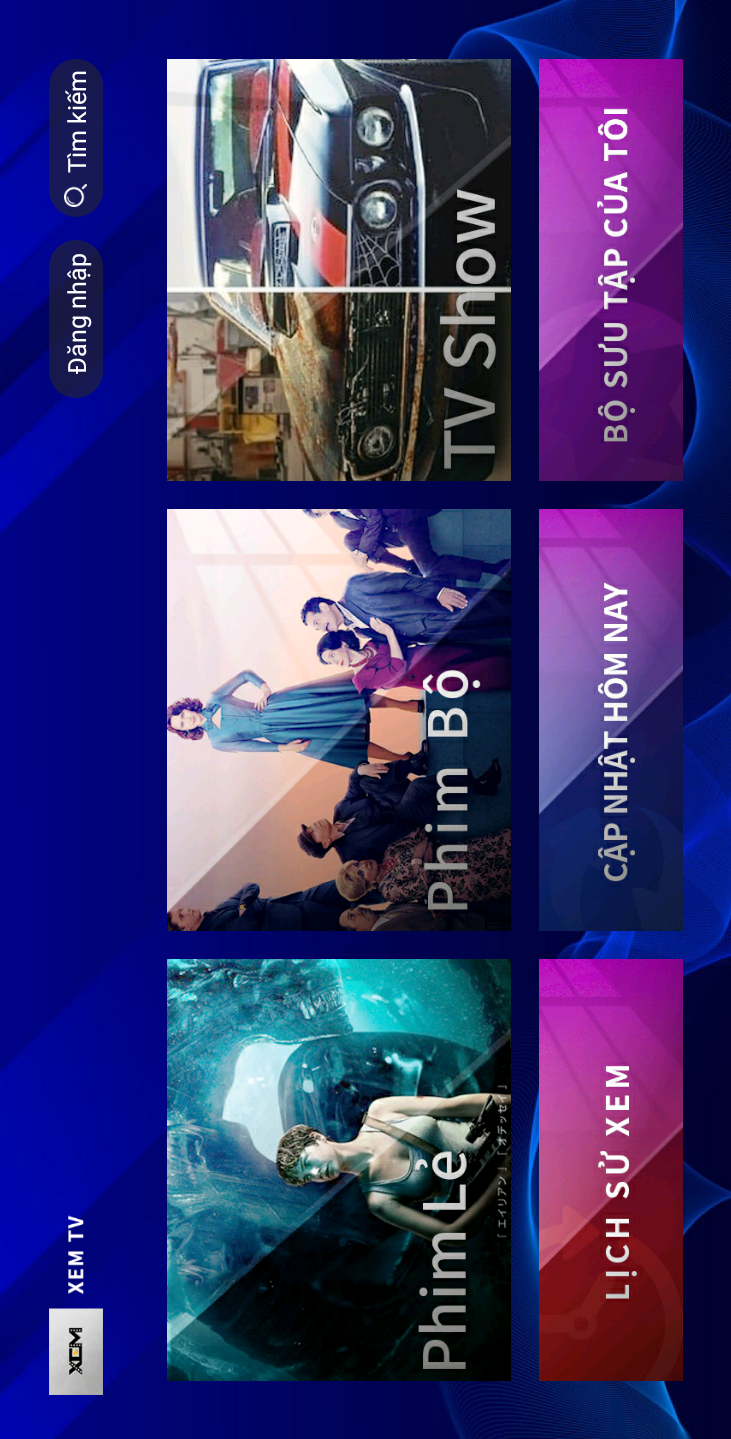 XEM
XEM TV
Đăng nhập
Tìm kiếm
Phim Lẻ
「エイリアン」「オデッセイ」
Phim Bộ
TV Show
LỊCH SỬ XEM
CẬP NHẬT HÔM NAY
BỘ SƯU TẬP CỦA TÔI